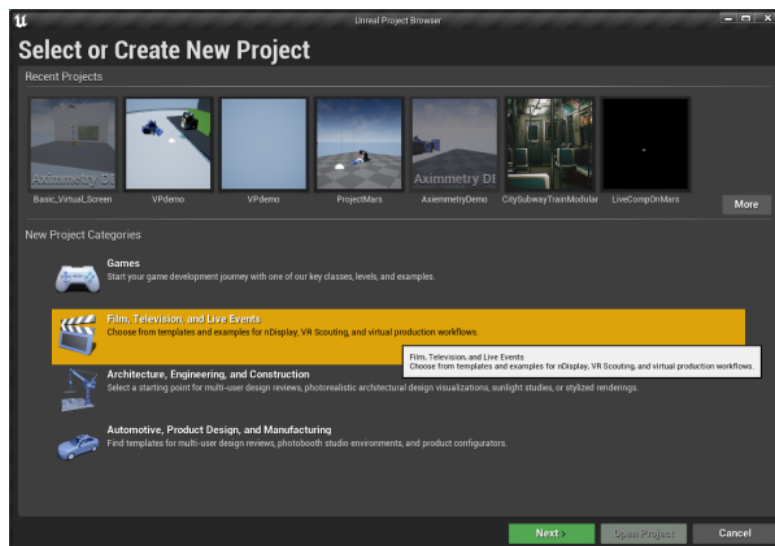 Unreal Project Browser
Select or Create New Project
Recent Projects
Aximmetry DE
Aximmetry DE
Basic_Virtual_Screen
VPdemo
VPdemo
ProjectMars
AxiemmetryDemo
CitySubwayTrainModular
LiveCompOnMars
More
New Project Categories
Games
Start your game development journey with one of our key classes, levels, and examples.
Film, Television, and Live Events
Choose from templates and examples for nDisplay, VR Scouting, and virtual production workflows.
Film, Television, and Live Events
Choose from templates and examples for nDisplay, VR Scouting, and virtual production workflows.
Architecture, Engineering, and Construction
Select a starting point for multi-user design reviews, photorealistic architectural design visualizations, sunlight studies, or stylized renderings.
Automotive, Product Design, and Manufacturing
Find templates for multi-user design reviews, photobooth studio environments, and product configurators.
Next >
Open Project
Cancel